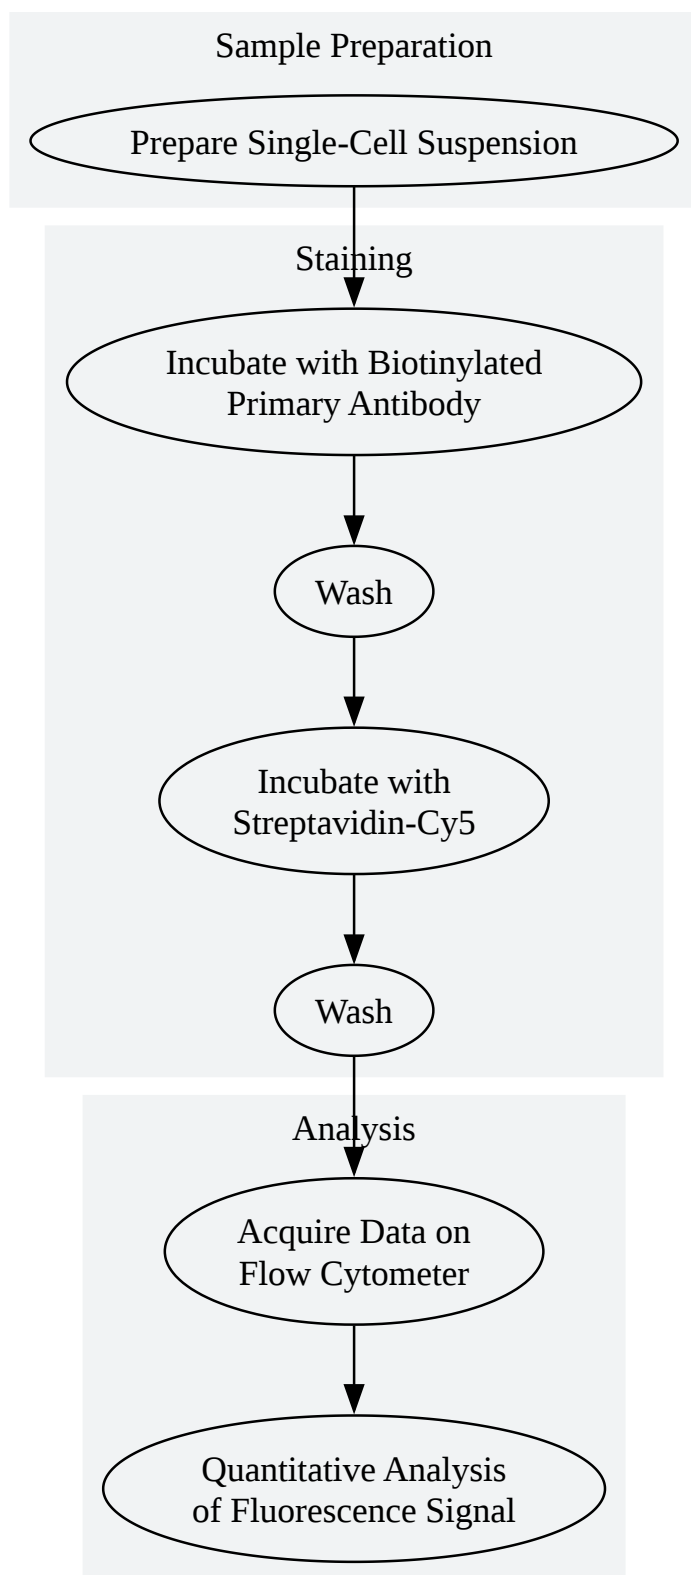 Sample Preparation
Prepare Single-Cell Suspension
Staining
Incubate with Biotinylated
Primary Antibody
Wash
Incubate with
Streptavidin-Cy5
Wash
Analysis
Acquire Data on
Flow Cytometer
Quantitative Analysis
of Fluorescence Signal